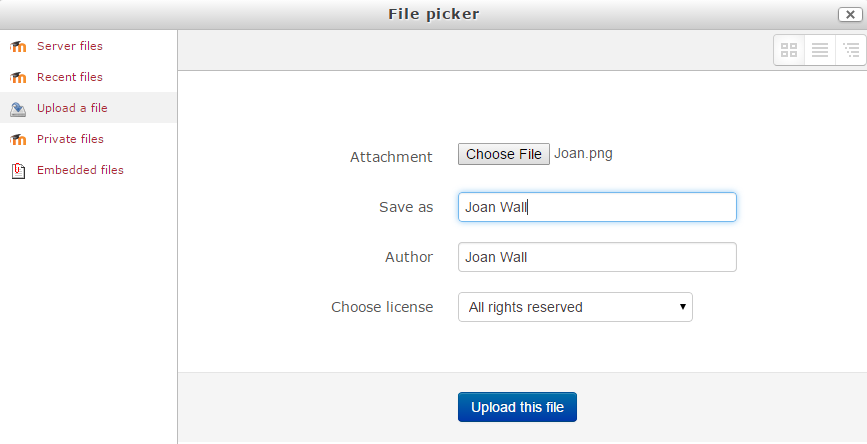 File picker
Server files
Recent files
Upload a file
Private files
Embedded files
Attachment Choose File Joan.png
Save as Joan Wall
Author Joan Wall
Choose license All rights reserved
Upload this file